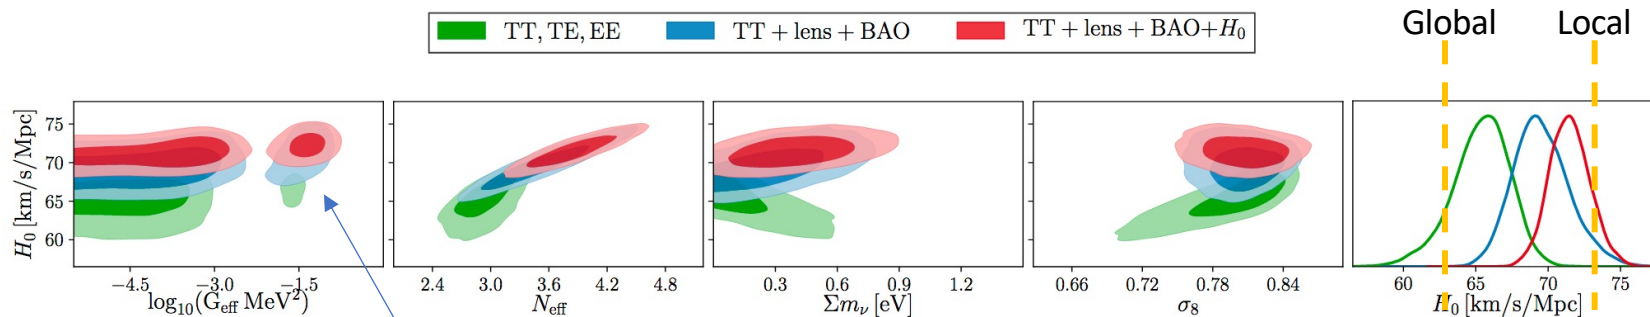 TT, TE, EE TT + lens + BAO TT + lens + BAO+H₀
Global Local
H₀ [km/s/Mpc]
75
70
65
60
−4.5 −3.0 −1.5 2.4 3.0 3.6 4.2 4.8 0.3 0.6 0.9 1.2 0.66 0.72 0.78 0.84 60 65 70 75
log₁₀(G_eff MeV²) N_eff Σm_ν [eV] σ₈ H₀ [km/s/Mpc]